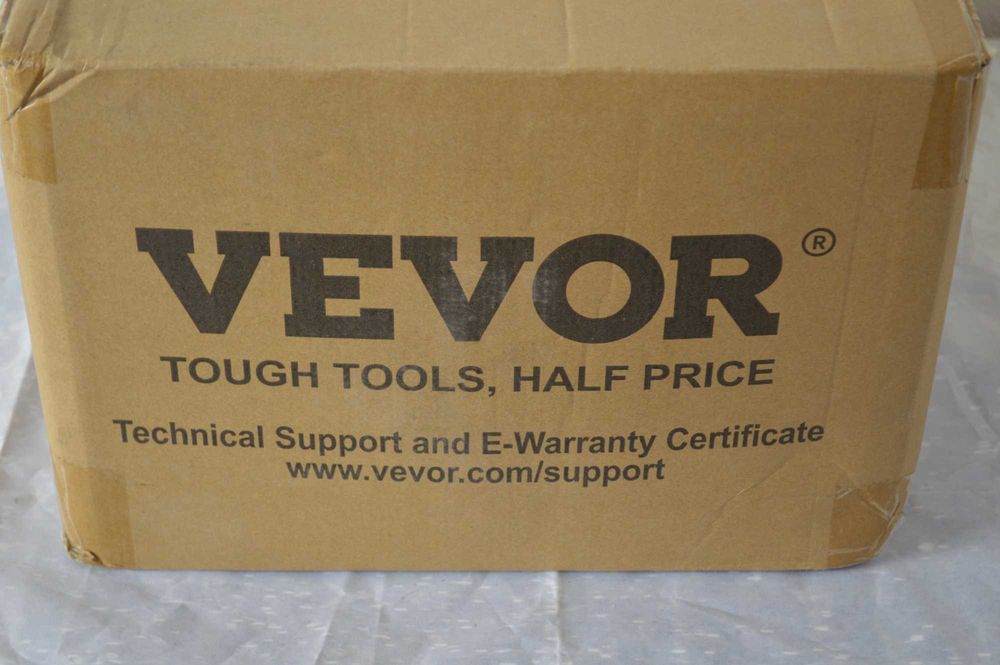 VEVOR®
TOUGH TOOLS, HALF PRICE
Technical Support and E-Warranty Certificate
www.vevor.com/support